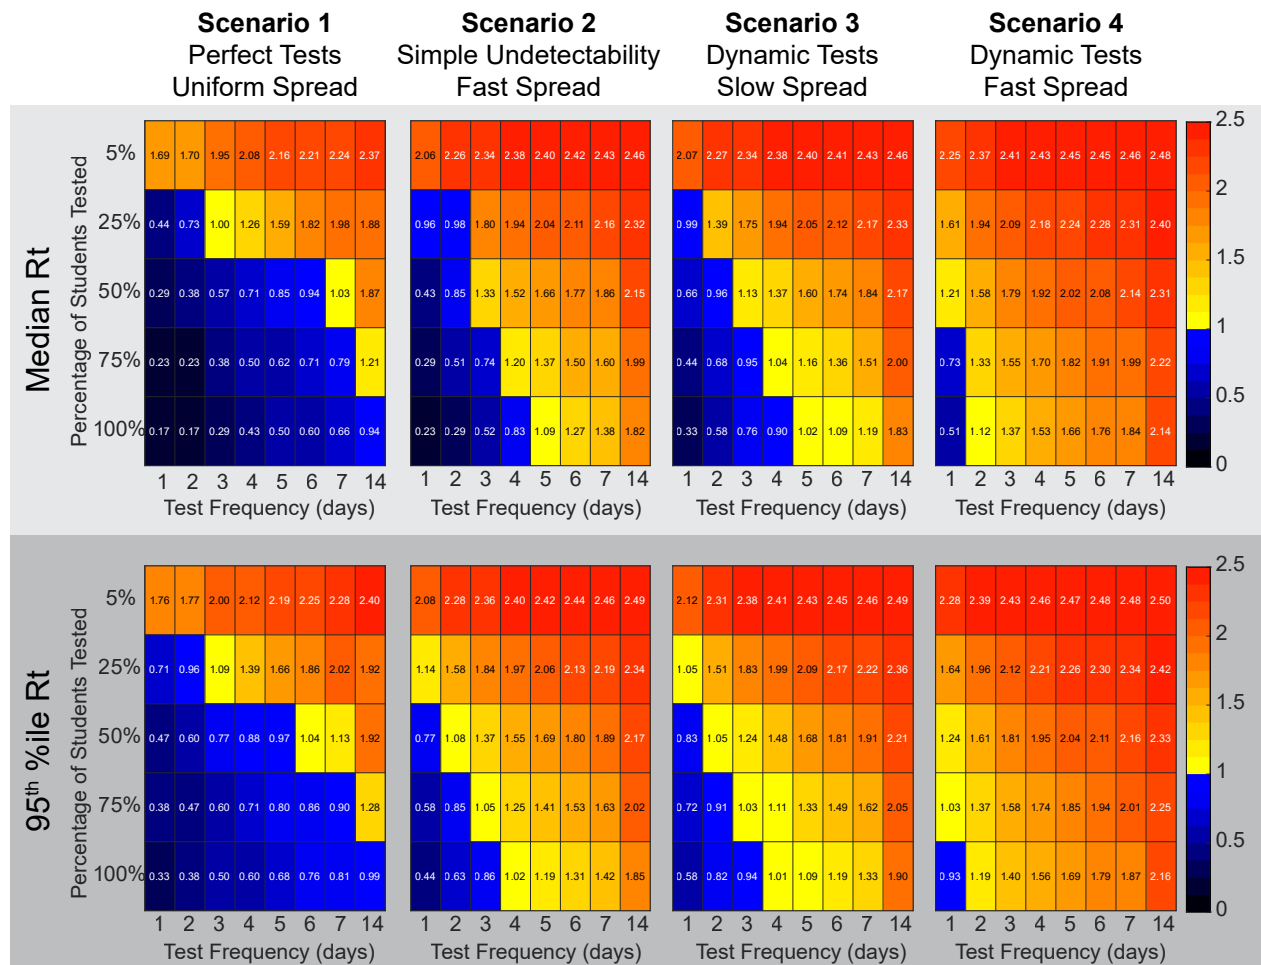 Scenario 1 Scenario 2 Scenario 3 Scenario 4
Perfect Tests Simple Undetectability Dynamic Tests Dynamic Tests
Uniform Spread Fast Spread Slow Spread Fast Spread
Median Rt
Percentage of Students Tested
5% 1.69 1.70 1.95 2.08 2.16 2.21 2.24 2.37 2.06 2.26 2.34 2.38 2.40 2.42 2.43 2.46 2.07 2.27 2.34 2.38 2.40 2.41 2.43 2.46 2.25 2.37 2.41 2.43 2.45 2.45 2.46 2.48
25% 0.44 0.73 1.00 1.26 1.59 1.82 1.98 1.88 0.96 0.98 1.80 1.94 2.04 2.11 2.16 2.32 0.99 1.39 1.75 1.94 2.05 2.12 2.17 2.33 1.61 1.94 2.09 2.18 2.24 2.28 2.31 2.40
50% 0.29 0.38 0.57 0.71 0.85 0.94 1.03 1.87 0.43 0.85 1.33 1.52 1.66 1.77 1.86 2.15 0.66 0.96 1.13 1.37 1.60 1.74 1.84 2.17 1.21 1.58 1.79 1.92 2.02 2.08 2.14 2.31
75% 0.23 0.23 0.38 0.50 0.62 0.71 0.79 1.21 0.29 0.51 0.74 1.20 1.37 1.50 1.60 1.99 0.44 0.68 0.95 1.04 1.16 1.36 1.51 2.00 0.73 1.33 1.55 1.70 1.82 1.91 1.99 2.22
100% 0.17 0.17 0.29 0.43 0.50 0.60 0.66 0.94 0.23 0.29 0.52 0.83 1.09 1.27 1.38 1.82 0.33 0.58 0.76 0.90 1.02 1.09 1.19 1.83 0.51 1.12 1.37 1.53 1.66 1.76 1.84 2.14
1 2 3 4 5 6 7 14 1 2 3 4 5 6 7 14 1 2 3 4 5 6 7 14 1 2 3 4 5 6 7 14
Test Frequency (days) Test Frequency (days) Test Frequency (days) Test Frequency (days)
2.5
2
1.5
1
0.5
0
95th %ile Rt
Percentage of Students Tested
5% 1.76 1.77 2.00 2.12 2.19 2.25 2.28 2.40 2.08 2.28 2.36 2.40 2.42 2.44 2.46 2.49 2.12 2.31 2.38 2.41 2.43 2.45 2.46 2.49 2.28 2.39 2.43 2.46 2.47 2.48 2.48 2.50
25% 0.71 0.96 1.09 1.39 1.66 1.86 2.02 1.92 1.14 1.58 1.84 1.97 2.06 2.13 2.19 2.34 1.05 1.51 1.83 1.99 2.09 2.17 2.22 2.36 1.64 1.96 2.12 2.21 2.26 2.30 2.34 2.42
50% 0.47 0.60 0.77 0.88 0.97 1.04 1.13 1.92 0.77 1.08 1.37 1.55 1.69 1.80 1.89 2.17 0.83 1.05 1.24 1.48 1.68 1.81 1.91 2.21 1.24 1.61 1.81 1.95 2.04 2.11 2.16 2.33
75% 0.38 0.47 0.60 0.71 0.80 0.86 0.90 1.28 0.58 0.85 1.05 1.25 1.41 1.53 1.63 2.02 0.72 0.91 1.03 1.11 1.33 1.49 1.62 2.05 1.03 1.37 1.58 1.74 1.85 1.94 2.01 2.25
100% 0.33 0.38 0.50 0.60 0.68 0.76 0.81 0.99 0.44 0.63 0.86 1.02 1.19 1.31 1.42 1.85 0.58 0.82 0.94 1.01 1.09 1.19 1.33 1.90 0.93 1.19 1.40 1.56 1.69 1.79 1.87 2.16
1 2 3 4 5 6 7 14 1 2 3 4 5 6 7 14 1 2 3 4 5 6 7 14 1 2 3 4 5 6 7 14
Test Frequency (days) Test Frequency (days) Test Frequency (days) Test Frequency (days)
2.5
2
1.5
1
0.5
0